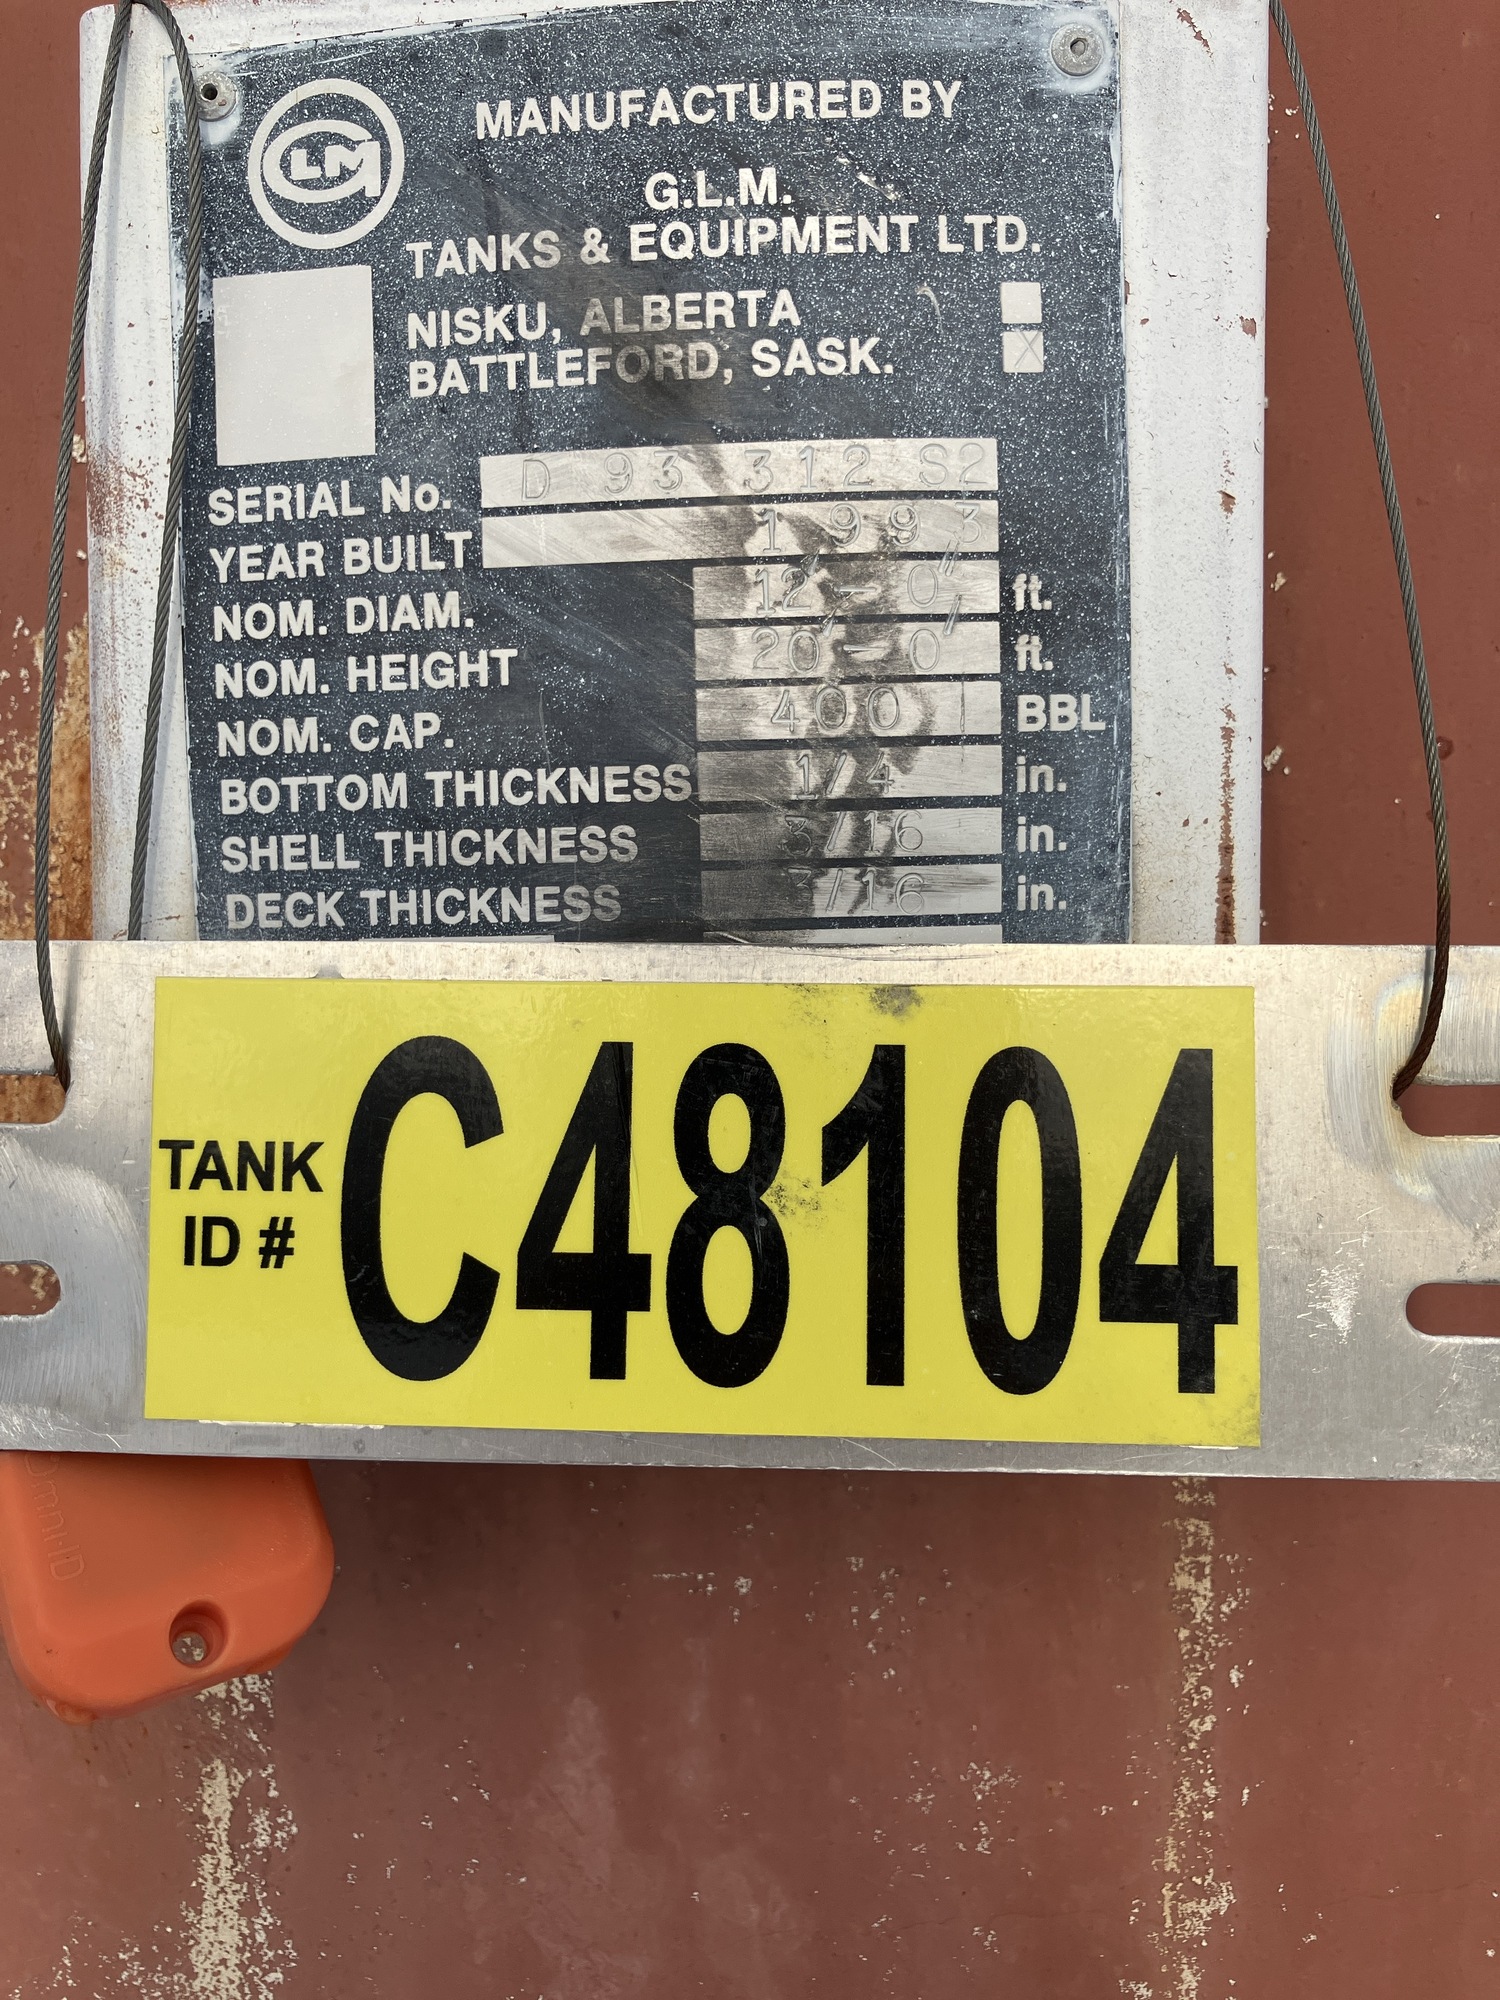 GLM
MANUFACTURED BY
G.L.M.
TANKS & EQUIPMENT LTD.
NISKU, ALBERTA
BATTLEFORD, SASK. X
SERIAL No. D 93 312 S2
YEAR BUILT 1993
NOM. DIAM. 12'-0" ft.
NOM. HEIGHT 20'-0" ft.
NOM. CAP. 400 BBL
BOTTOM THICKNESS 1/4 in.
SHELL THICKNESS 3/16 in.
DECK THICKNESS 3/16 in.
TANK
ID # C48104
Omni-ID